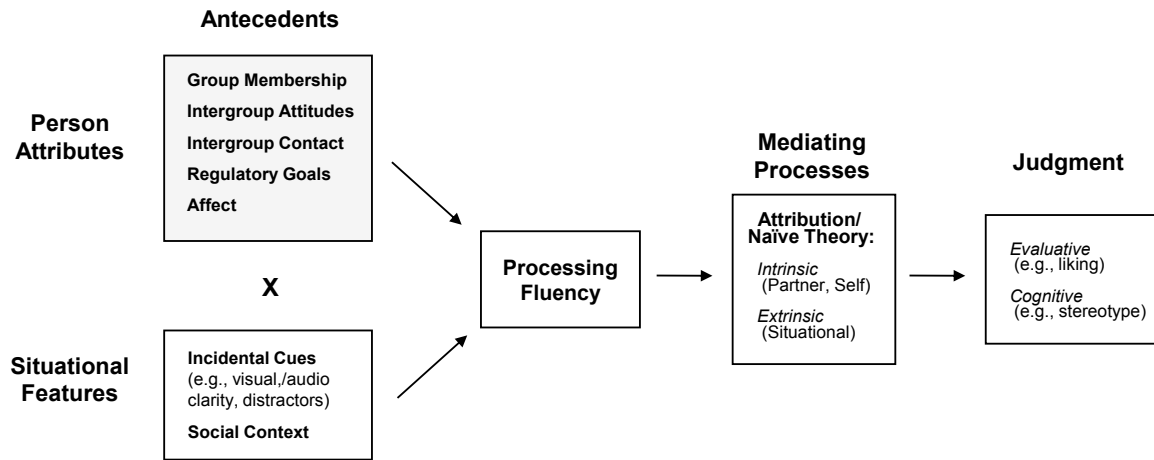 Antecedents
Person
Attributes
Group Membership
Intergroup Attitudes
Intergroup Contact
Regulatory Goals
Affect
X
Situational
Features
Incidental Cues
(e.g., visual,/audio
clarity, distractors)
Social Context
Processing
Fluency
Mediating
Processes
Attribution/
Naïve Theory:
Intrinsic
(Partner, Self)
Extrinsic
(Situational)
Judgment
Evaluative
(e.g., liking)
Cognitive
(e.g., stereotype)